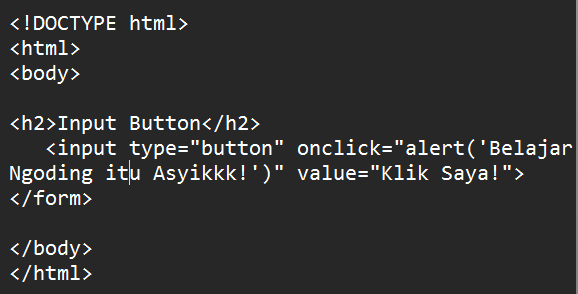 <!DOCTYPE html>
<html>
<body>
<h2>Input Button</h2>
<input type="button" onclick="alert('Belajar
Ngoding itu Asyikkk!')" value="Klik Saya!">
</form>
</body>
</html>